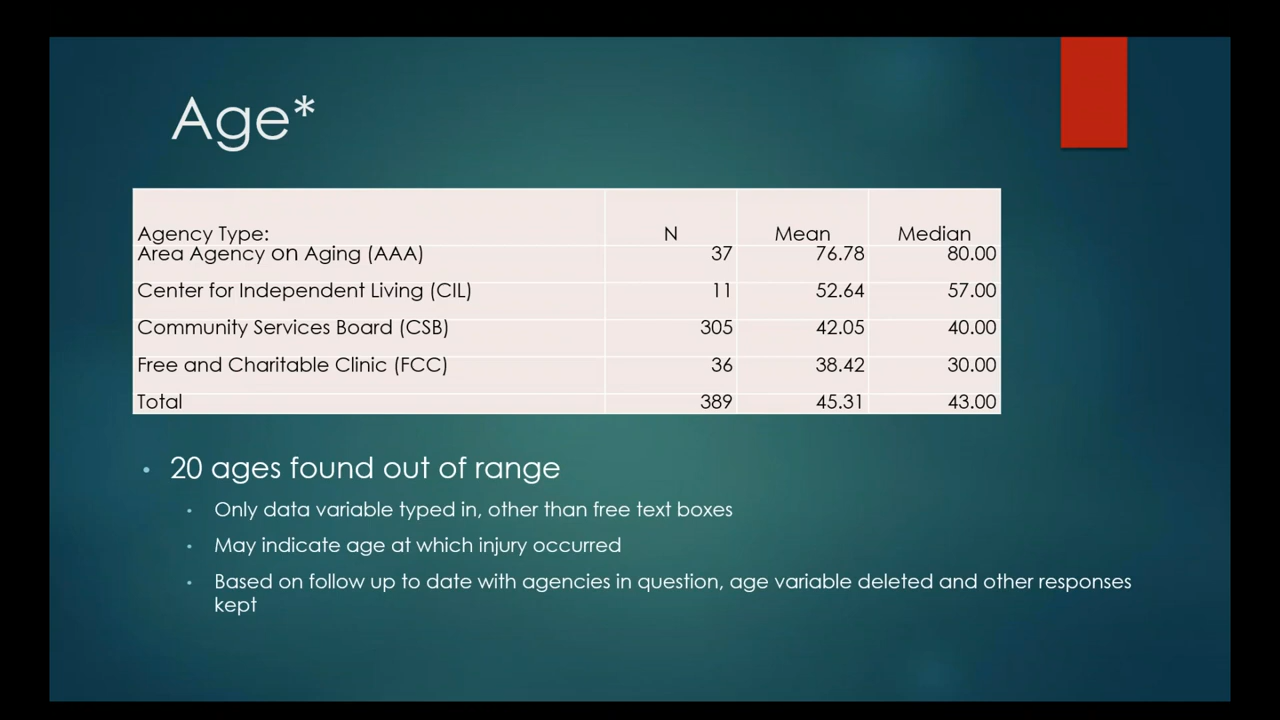 Age*
Agency Type: N Mean Median
Area Agency on Aging (AAA) 37 76.78 80.00
Center for Independent Living (CIL) 11 52.64 57.00
Community Services Board (CSB) 305 42.05 40.00
Free and Charitable Clinic (FCC) 36 38.42 30.00
Total 389 45.31 43.00
• 20 ages found out of range
• Only data variable typed in, other than free text boxes
• May indicate age at which injury occurred
• Based on follow up to date with agencies in question, age variable deleted and other responses
kept